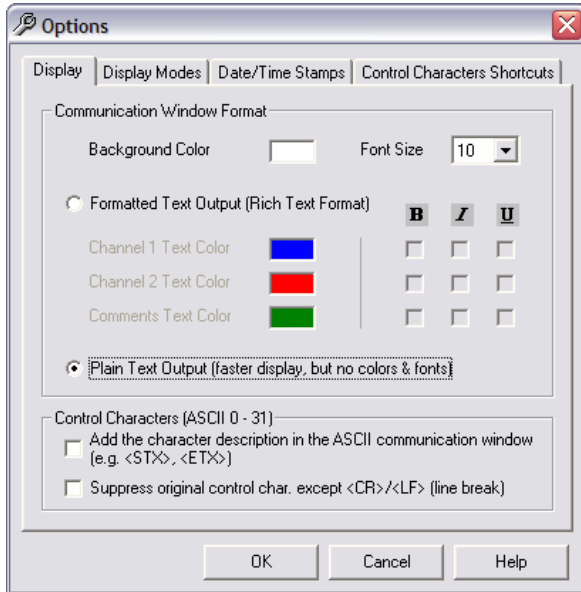 Options
Display Display Modes Date/Time Stamps Control Characters Shortcuts
Communication Window Format
Background Color Font Size 10
Formatted Text Output (Rich Text Format) B I U
Channel 1 Text Color
Channel 2 Text Color
Comments Text Color
Plain Text Output (faster display, but no colors & fonts)
Control Characters (ASCII 0 - 31)
Add the character description in the ASCII communication window
(e.g. <STX>, <ETX>)
Suppress original control char. except <CR>/<LF> (line break)
OK Cancel Help